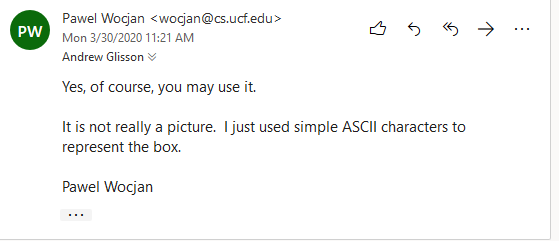 PW
Pawel Wocjan <wocjan@cs.ucf.edu>
Mon 3/30/2020 11:21 AM
Andrew Glisson
Yes, of course, you may use it.
It is not really a picture.  I just used simple ASCII characters to
represent the box.
Pawel Wocjan